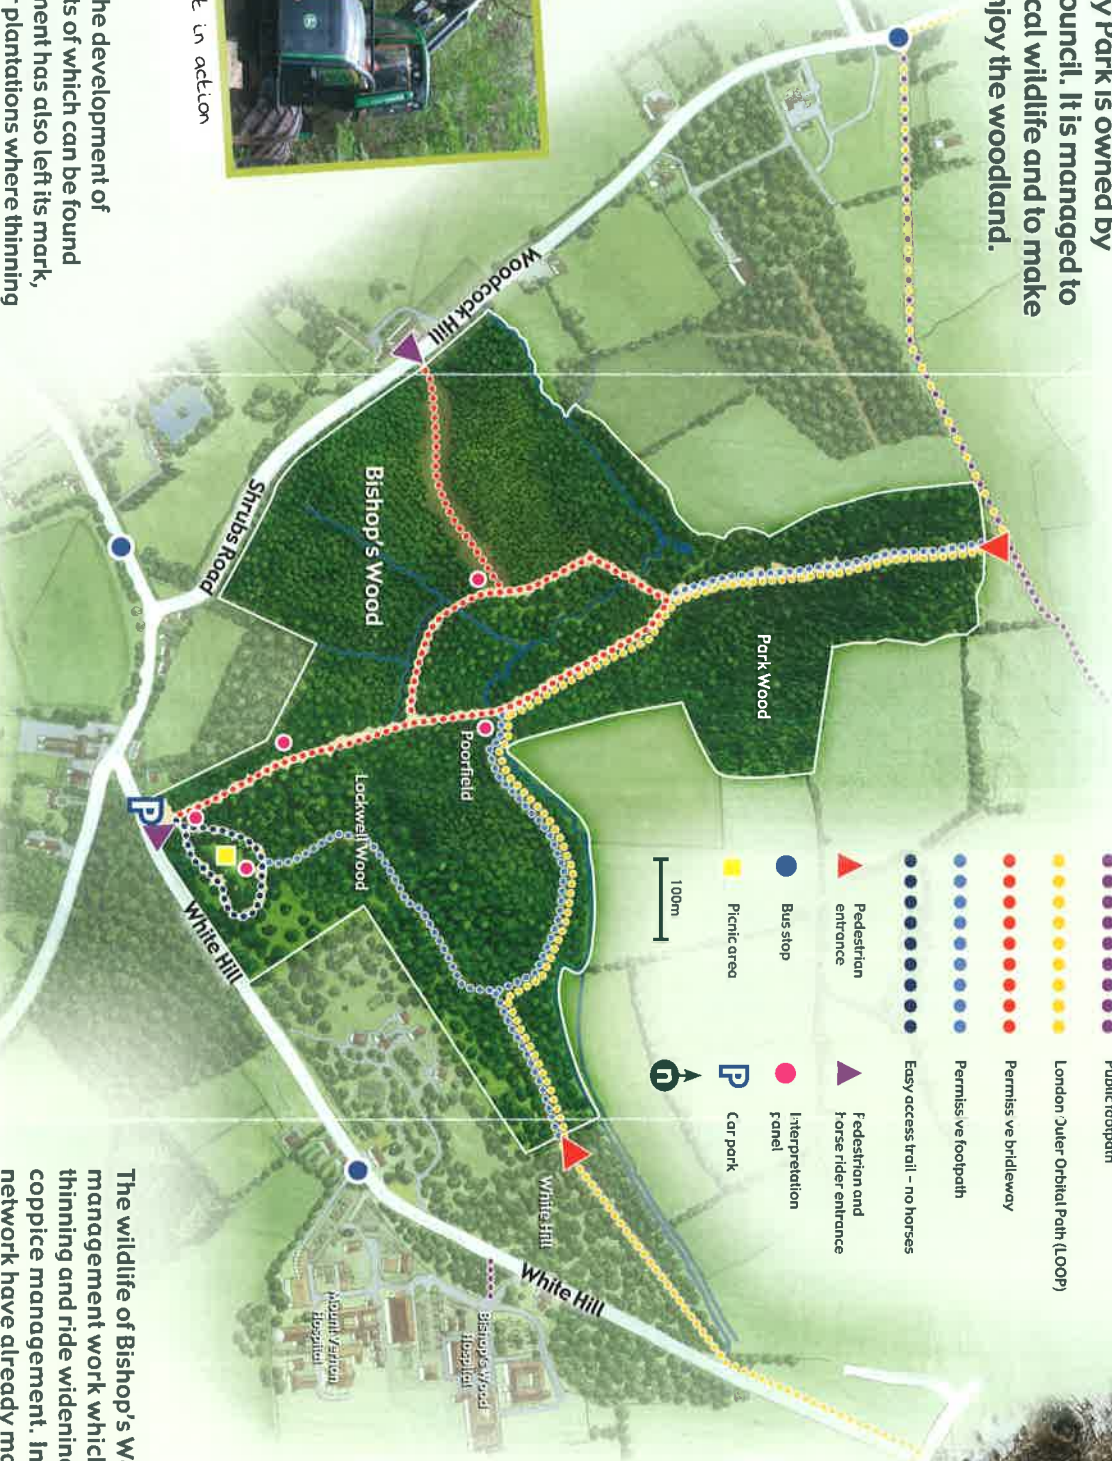 y Park is owned by
ouncil. It is managed to
cal wildlife and to make
njoy the woodland.
Public footpath
London Outer Orbital Path (LOOP)
Permissive bridleway
Permissive footpath
Easy access trail – no horses
Pedestrian
entrance
Pedestrian and
horse rider entrance
Bus stop
Interpretation
panel
Picnic area
P
Car park
100m
n
Park Wood
Woodcock Hill
Bishop's Wood
Poorfield
Lockwell Wood
Shrubs Road
White Hill
White Hill
White Hill
P
Bishop's Wood
Hospital
Mount Vernon
Hospital
t in action
he development of
ts of which can be found
nent has also left its mark,
r plantations where thinning
The wildlife of Bishop's W
management work which
thinning and ride widening
coppice management. In
network have already mo